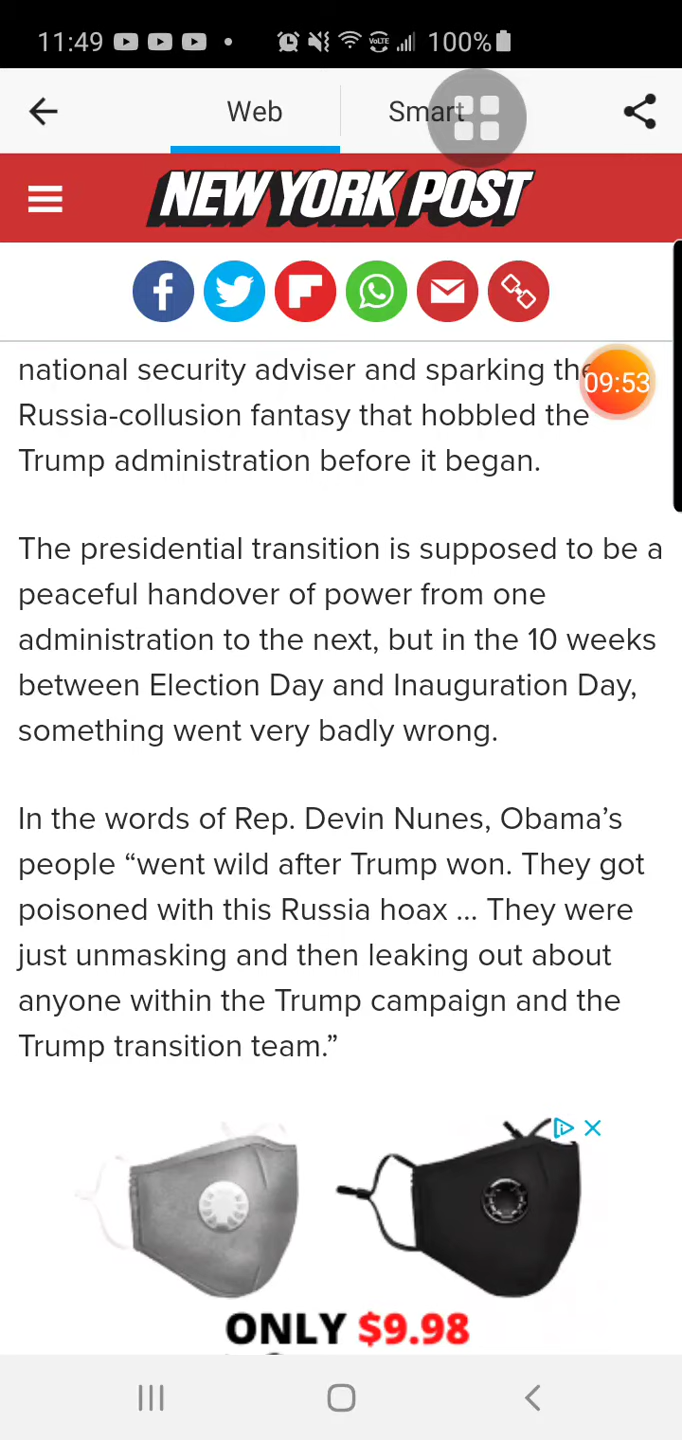 11:49
100%
Web
Smart
NEW YORK POST
national security adviser and sparking the
09:53
Russia-collusion fantasy that hobbled the
Trump administration before it began.
The presidential transition is supposed to be a
peaceful handover of power from one
administration to the next, but in the 10 weeks
between Election Day and Inauguration Day,
something went very badly wrong.
In the words of Rep. Devin Nunes, Obama’s
people “went wild after Trump won. They got
poisoned with this Russia hoax ... They were
just unmasking and then leaking out about
anyone within the Trump campaign and the
Trump transition team.”
ONLY $9.98